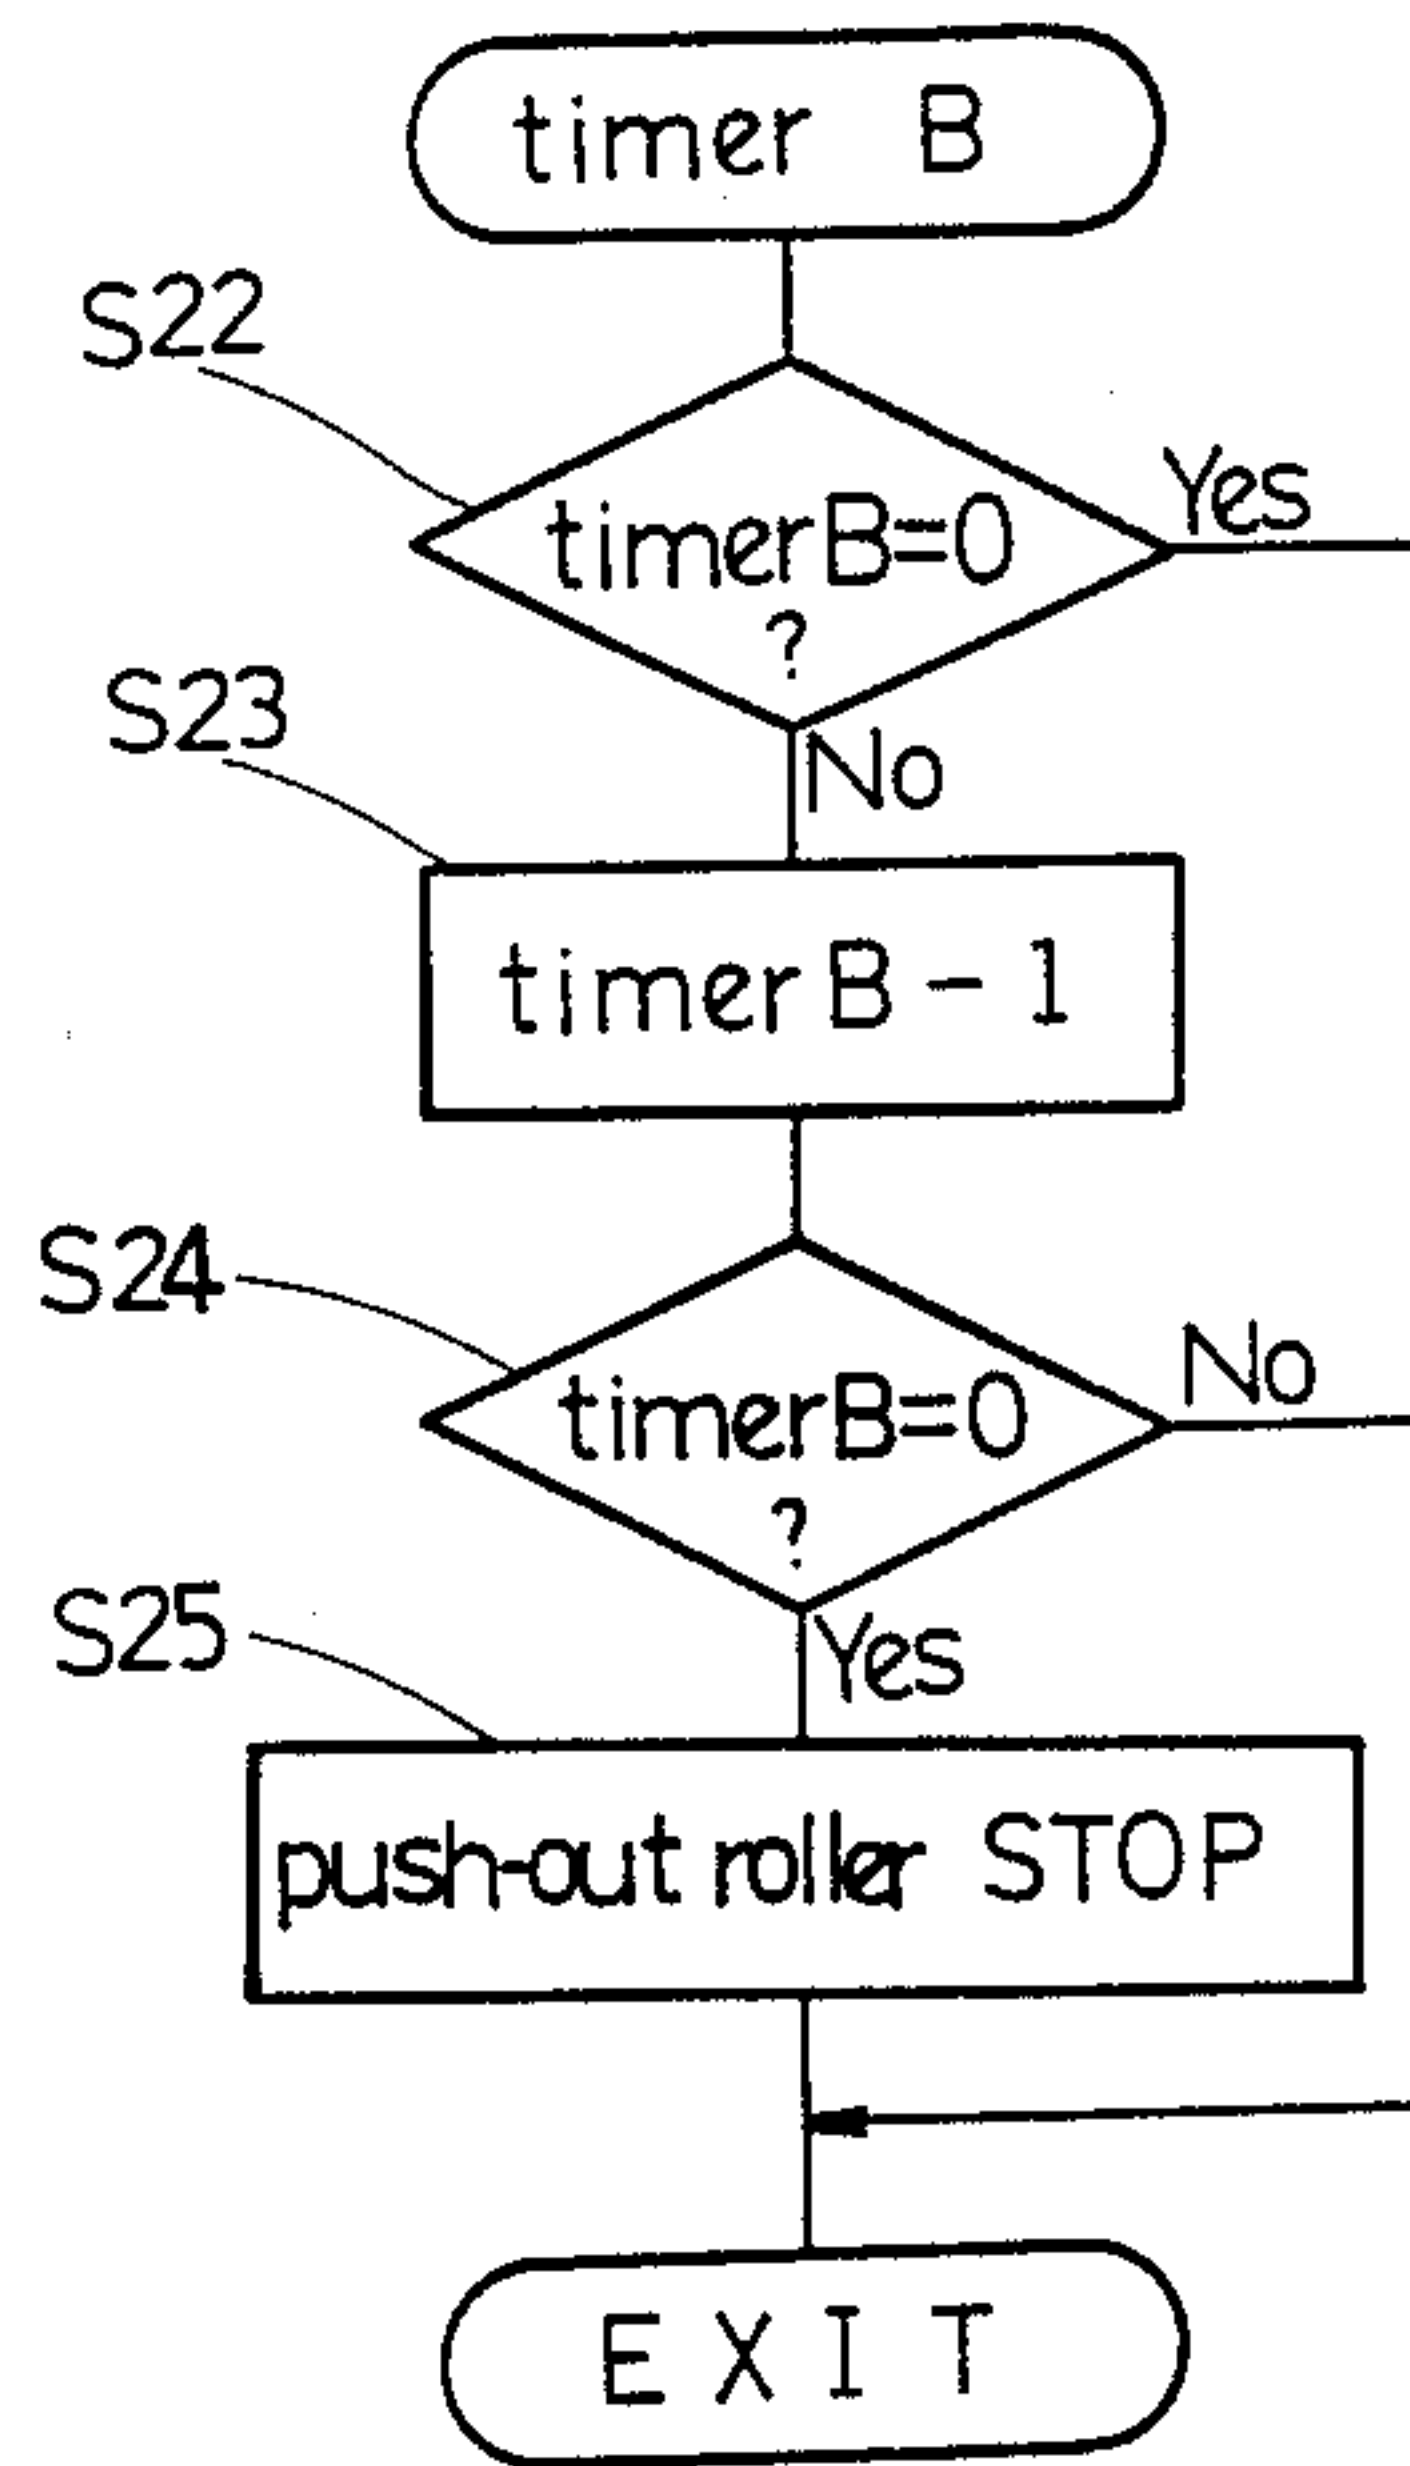 timer B
S22
timerB=0
?
Yes
No
S23
timerB-1
S24
timerB=0
?
No
Yes
S25
push-out roller STOP
EXIT